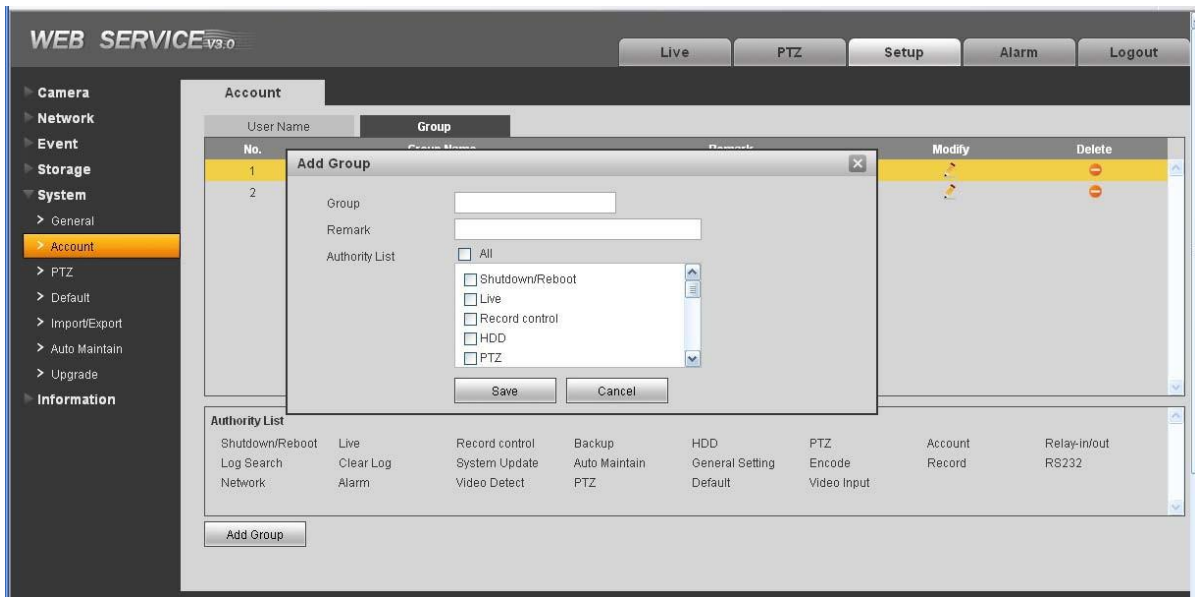 WEB SERVICE V3.0
Live PTZ Setup Alarm Logout
Camera
Network
Event
Storage
System
General
Account
PTZ
Default
Import/Export
Auto Maintain
Upgrade
Information
Account
User Name Group
No. Group Name Remark Modify Delete
1
2
Add Group
Group
Remark
Authority List All
Shutdown/Reboot
Live
Record control
HDD
PTZ
Save Cancel
Authority List
Shutdown/Reboot Live Record control Backup HDD PTZ Account Relay-in/out
Log Search Clear Log System Update Auto Maintain General Setting Encode Record RS232
Network Alarm Video Detect PTZ Default Video Input
Add Group